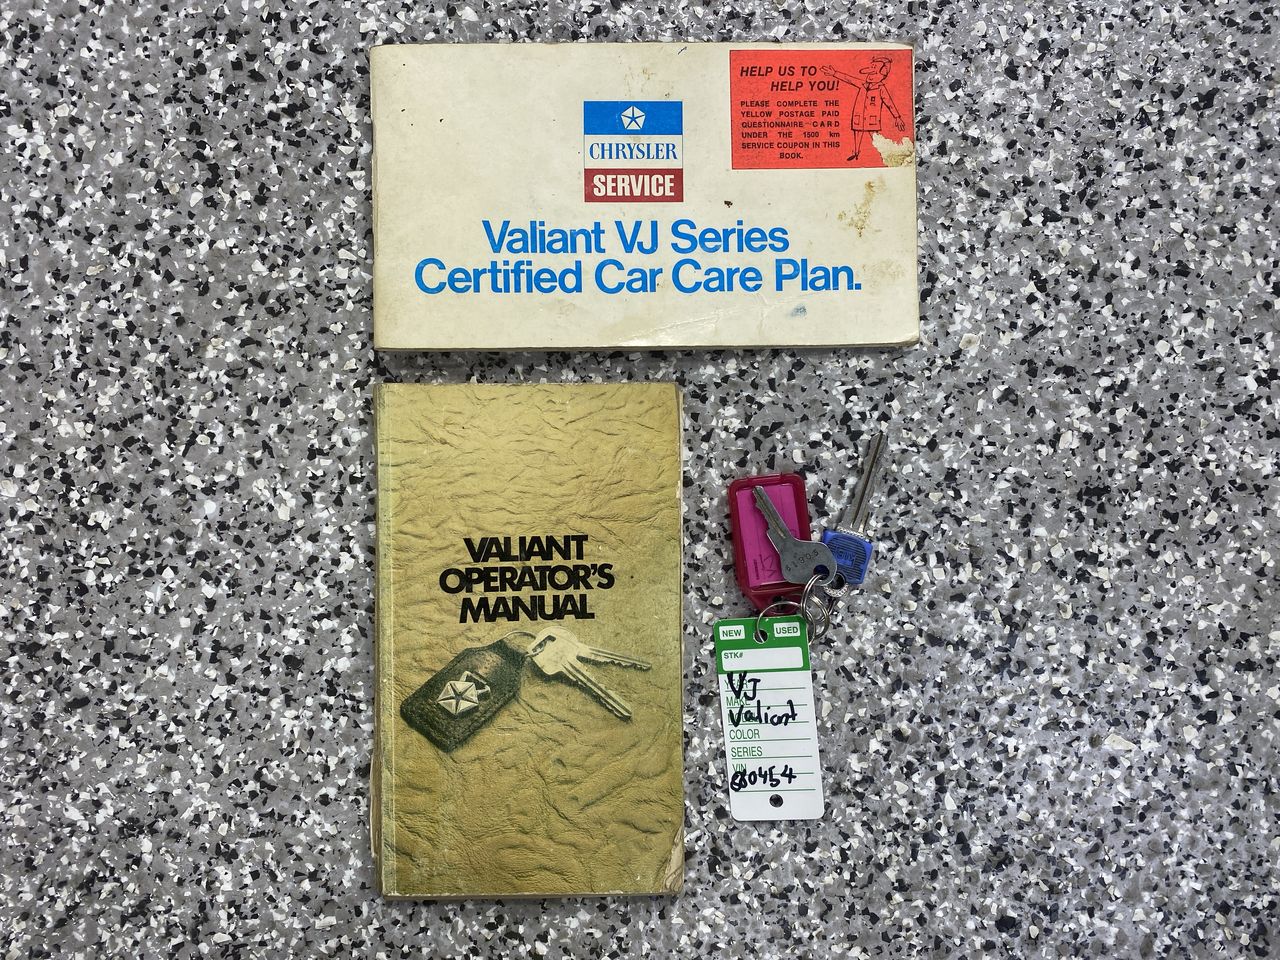 HELP US TO
HELP YOU!
PLEASE COMPLETE THE
YELLOW POSTAGE PAID
QUESTIONNAIRE CARD
UNDER THE 1500 km
SERVICE COUPON IN THIS
BOOK.
CHRYSLER
SERVICE
Valiant VJ Series
Certified Car Care Plan.
VALIANT
OPERATOR'S
MANUAL
NEW USED
STK#
VJ
MAKE
Valiant
COLOR
SERIES
VIN